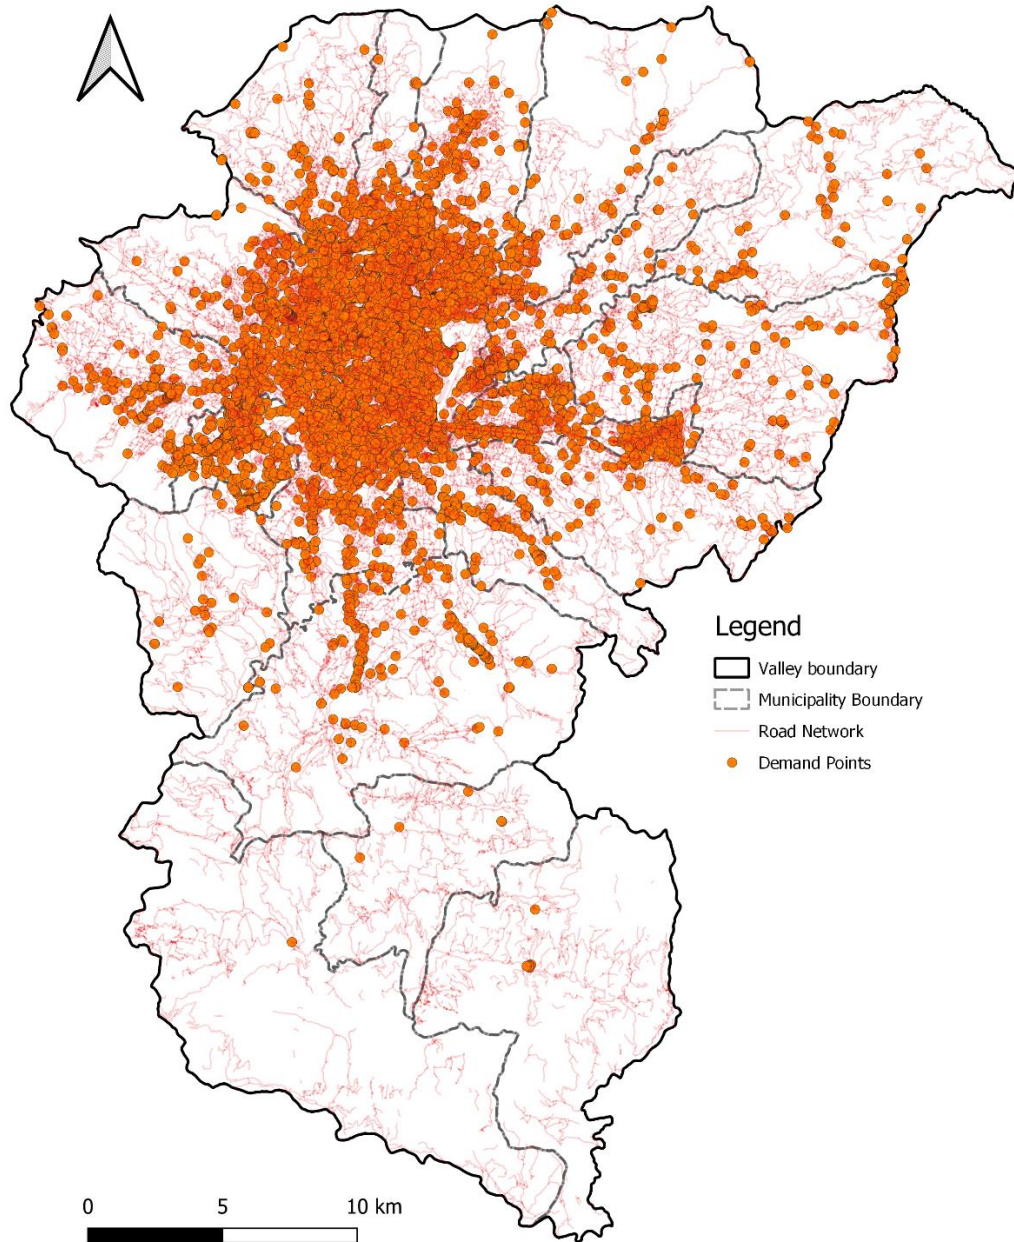 Legend
Valley boundary
Municipality Boundary
Road Network
Demand Points
0 5 10 km